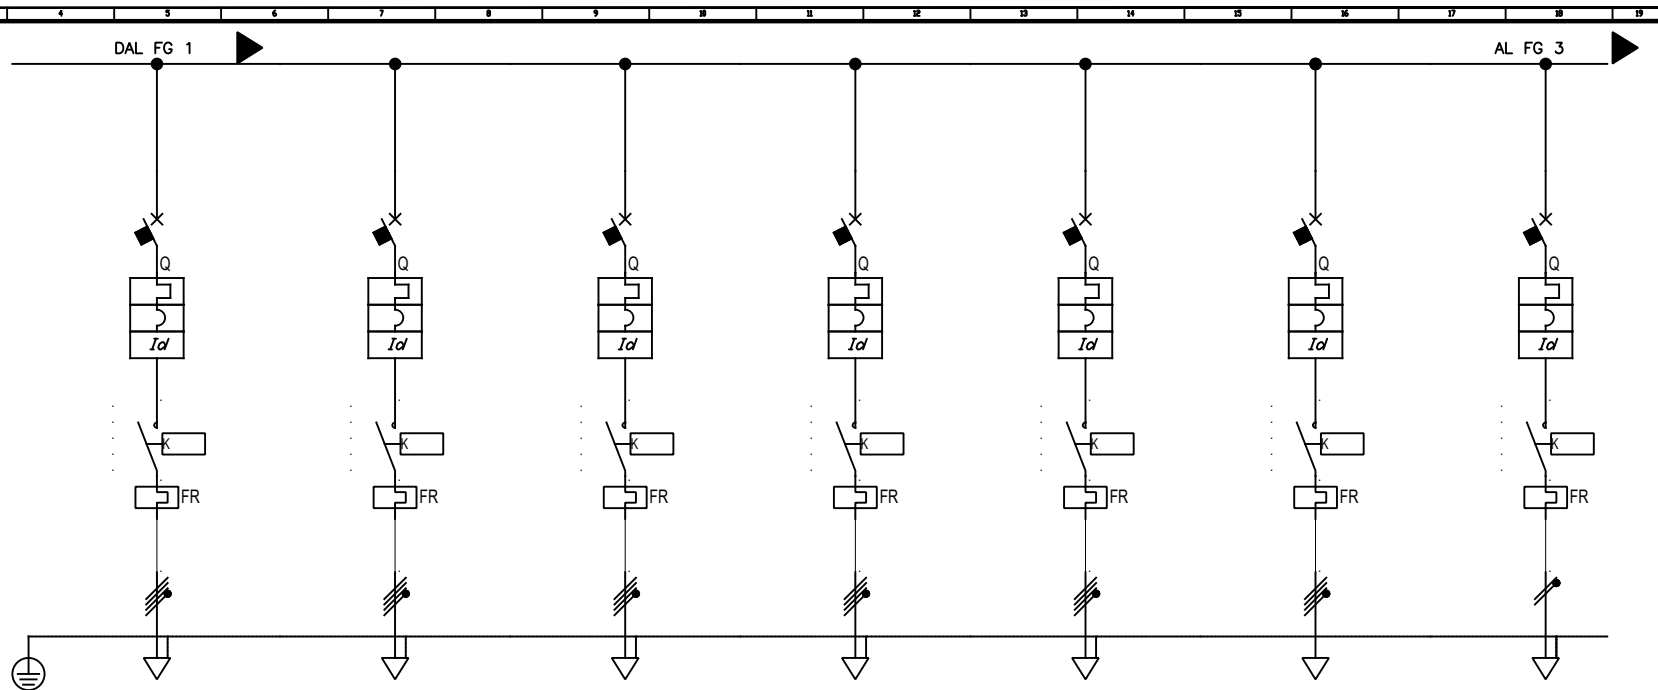 4 5 6 7 8 9 10 11 12 13 14 15 16 17 18 19
DAL FG 1 AL FG 3
Q Q Q Q Q Q Q
Id Id Id Id Id Id Id
K K K K K K K
FR FR FR FR FR FR FR